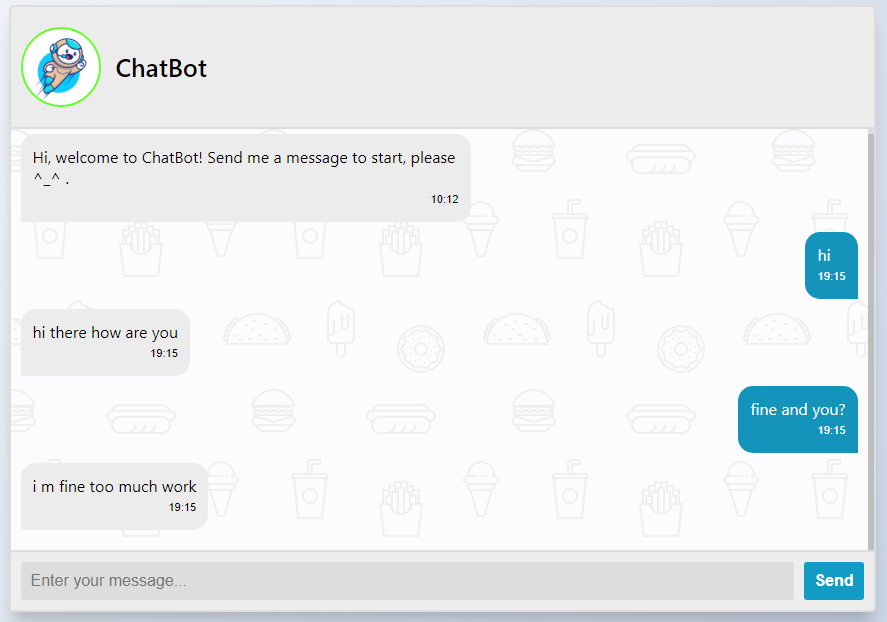 ChatBot
Hi, welcome to ChatBot! Send me a message to start, please
^_^ .
10:12
hi
19:15
hi there how are you
19:15
fine and you?
19:15
i m fine too much work
19:15
Enter your message...
Send